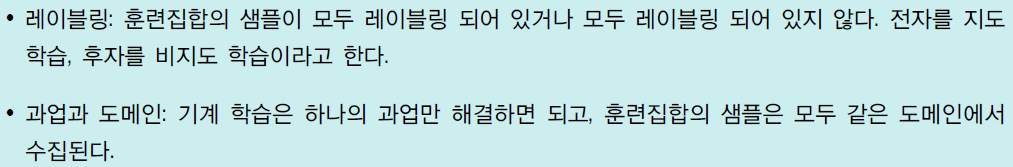 • 레이블링: 훈련집합의 샘플이 모두 레이블링 되어 있거나 모두 레이블링 되어 있지 않다. 전자를 지도
학습, 후자를 비지도 학습이라고 한다.
• 과업과 도메인: 기계 학습은 하나의 과업만 해결하면 되고, 훈련집합의 샘플은 모두 같은 도메인에서
수집된다.